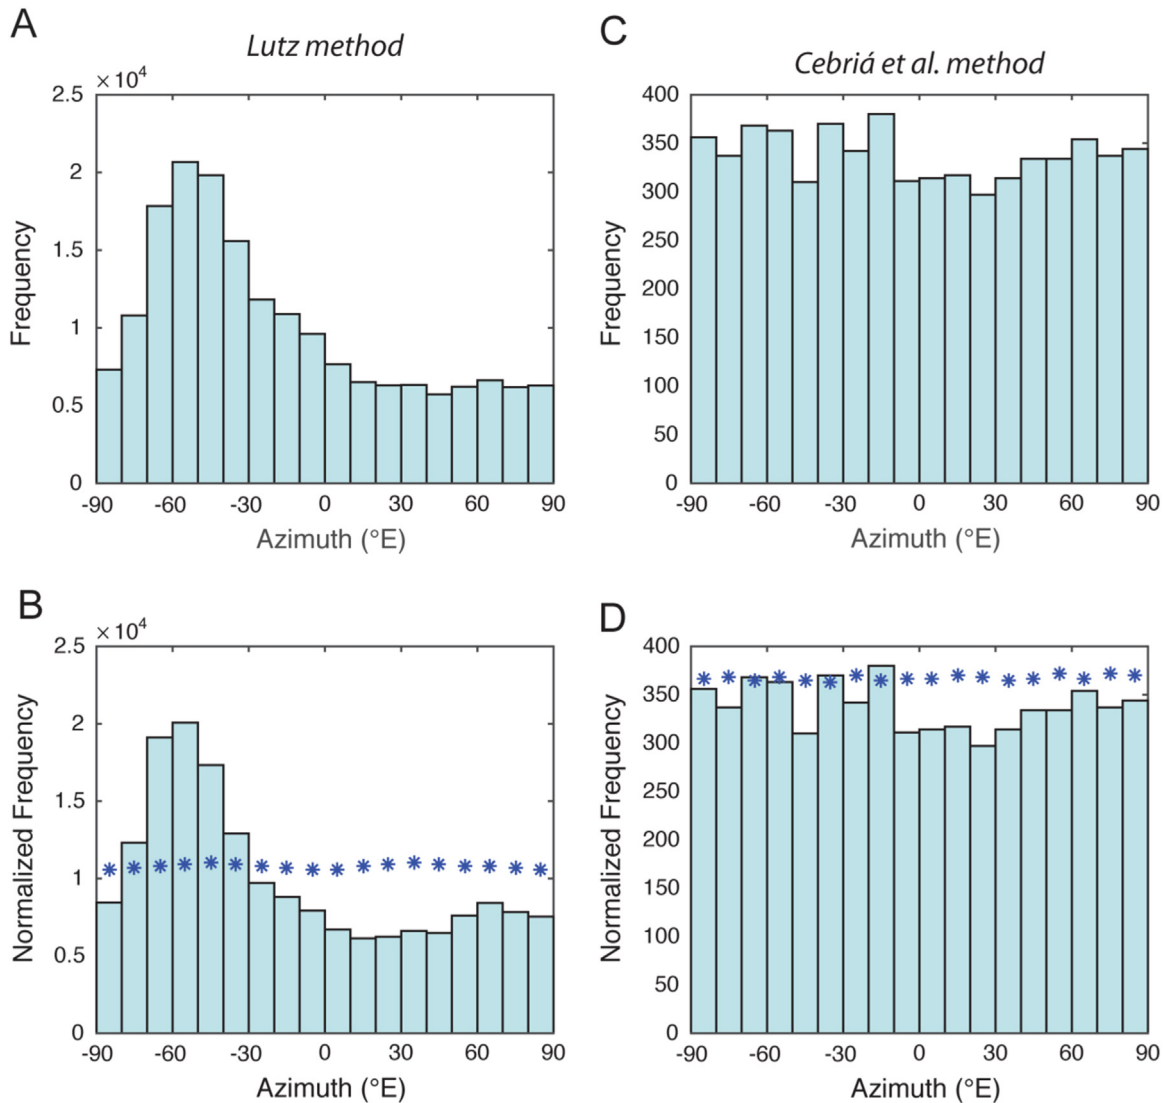 A
Lutz method
× 10⁴
2.5
2
1.5
1
0.5
0
-90 -60 -30 0 30 60 90
Frequency
Azimuth (°E)
C
Cebriá et al. method
400
350
300
250
200
150
100
50
0
-90 -60 -30 0 30 60 90
Frequency
Azimuth (°E)
B
× 10⁴
2.5
2
1.5
1
0.5
0
-90 -60 -30 0 30 60 90
Normalized Frequency
Azimuth (°E)
D
400
350
300
250
200
150
100
50
0
-90 -60 -30 0 30 60 90
Normalized Frequency
Azimuth (°E)